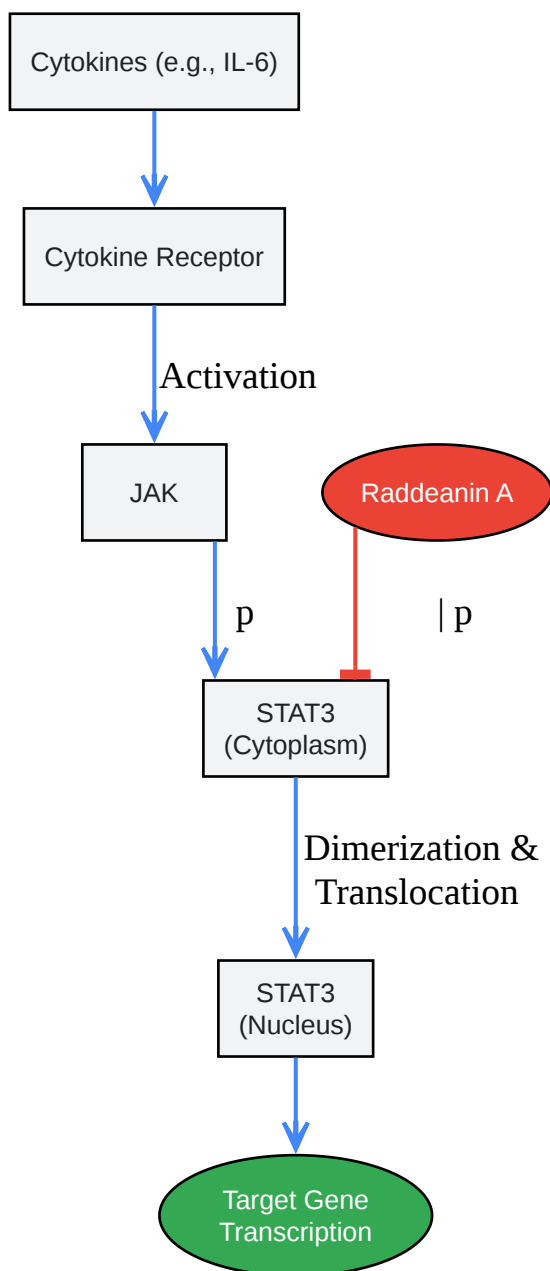 Cytokines (e.g., IL-6)
Cytokine Receptor
Activation
JAK
Raddeanin A
p
| p
STAT3
(Cytoplasm)
Dimerization &
Translocation
STAT3
(Nucleus)
Target Gene
Transcription